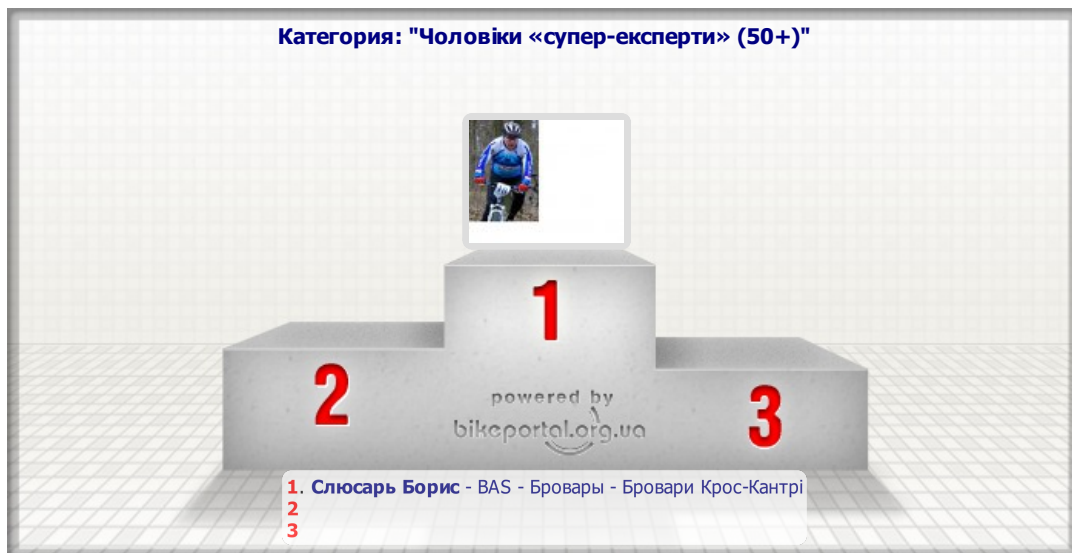 Категория: "Чоловіки «супер-експерти» (50+)"
1
2
3
powered by
bikeportal.org.ua
1. Слюсарь Борис - BAS - Бровары - Бровари Крос-Кантрі
2
3